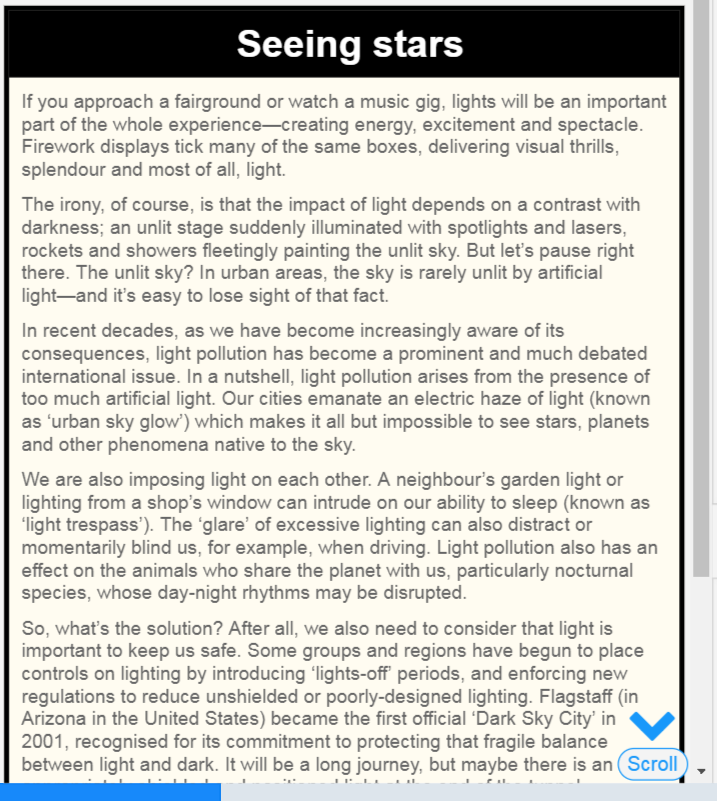 Seeing stars
If you approach a fairground or watch a music gig, lights will be an important
part of the whole experience—creating energy, excitement and spectacle.
Firework displays tick many of the same boxes, delivering visual thrills,
splendour and most of all, light.
The irony, of course, is that the impact of light depends on a contrast with
darkness; an unlit stage suddenly illuminated with spotlights and lasers,
rockets and showers fleetingly painting the unlit sky. But let’s pause right
there. The unlit sky? In urban areas, the sky is rarely unlit by artificial
light—and it’s easy to lose sight of that fact.
In recent decades, as we have become increasingly aware of its
consequences, light pollution has become a prominent and much debated
international issue. In a nutshell, light pollution arises from the presence of
too much artificial light. Our cities emanate an electric haze of light (known
as ‘urban sky glow’) which makes it all but impossible to see stars, planets
and other phenomena native to the sky.
We are also imposing light on each other. A neighbour’s garden light or
lighting from a shop’s window can intrude on our ability to sleep (known as
‘light trespass’). The ‘glare’ of excessive lighting can also distract or
momentarily blind us, for example, when driving. Light pollution also has an
effect on the animals who share the planet with us, particularly nocturnal
species, whose day-night rhythms may be disrupted.
So, what’s the solution? After all, we also need to consider that light is
important to keep us safe. Some groups and regions have begun to place
controls on lighting by introducing ‘lights-off’ periods, and enforcing new
regulations to reduce unshielded or poorly-designed lighting. Flagstaff (in
Arizona in the United States) became the first official ‘Dark Sky City’ in
2001, recognised for its commitment to protecting that fragile balance
between light and dark. It will be a long journey, but maybe there is an
Scroll